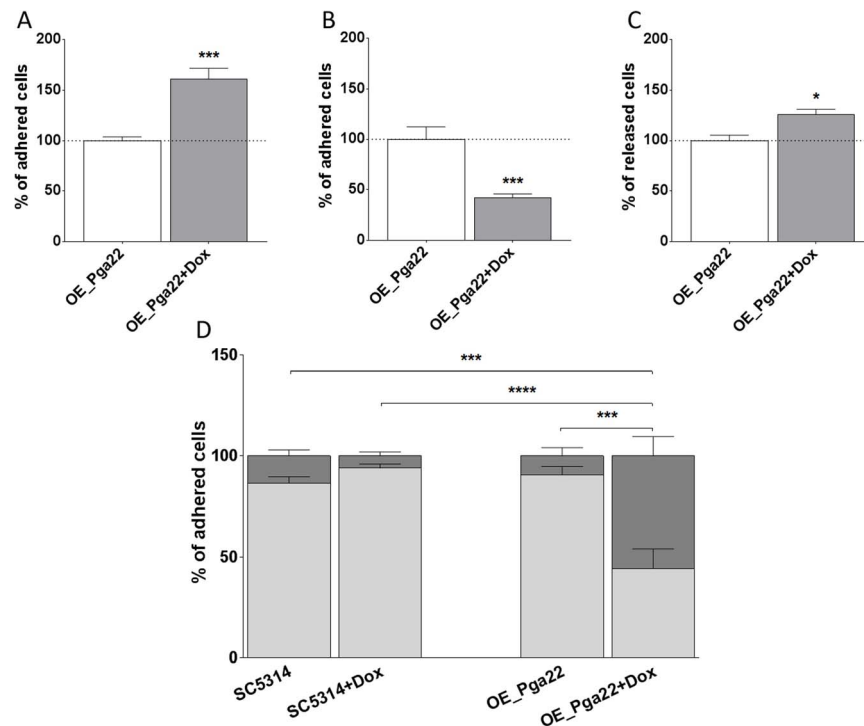 A
% of adhered cells
200
150
100
50
0
***
OE_Pga22
OE_Pga22+Dox
B
% of adhered cells
200
150
100
50
0
***
OE_Pga22
OE_Pga22+Dox
C
% of released cells
200
150
100
50
0
*
OE_Pga22
OE_Pga22+Dox
D
% of adhered cells
150
100
50
0
***
****
***
SC5314
SC5314+Dox
OE_Pga22
OE_Pga22+Dox